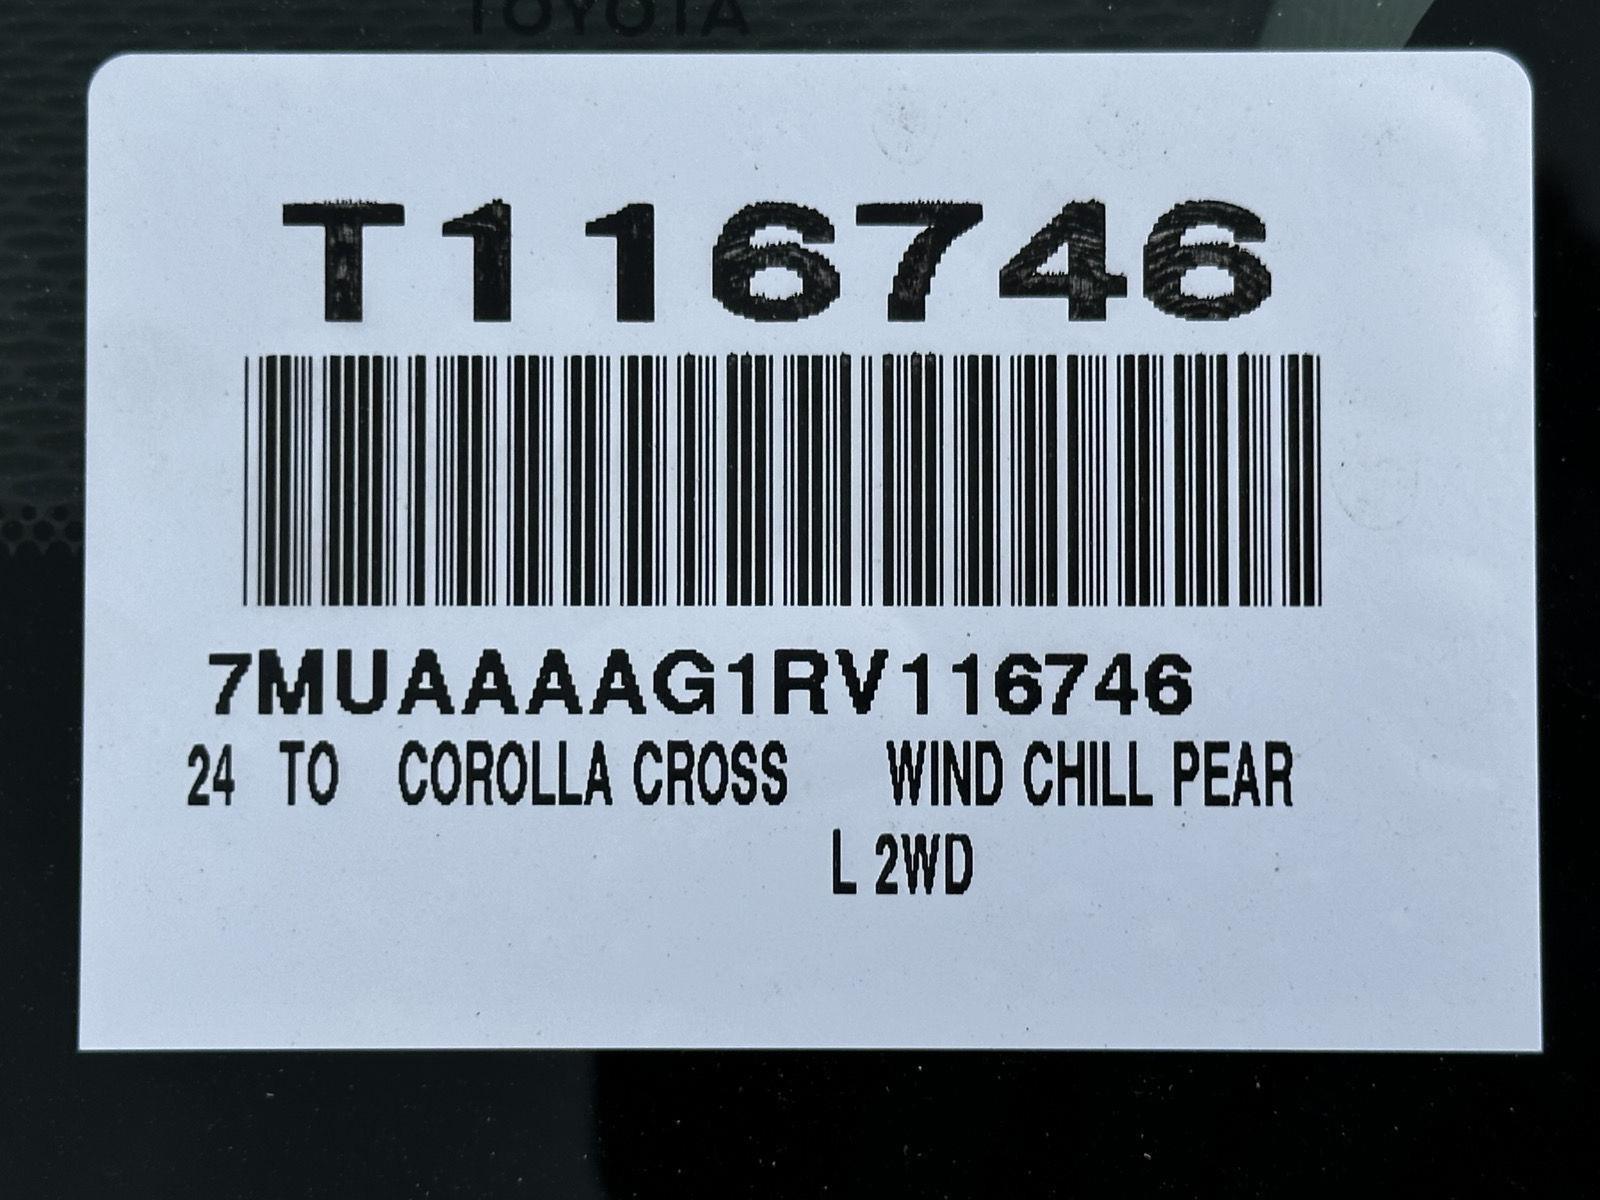 TOYOTA
T116746
7MUAAAAG1RV116746
24 TO COROLLA CROSS WIND CHILL PEAR
L 2WD